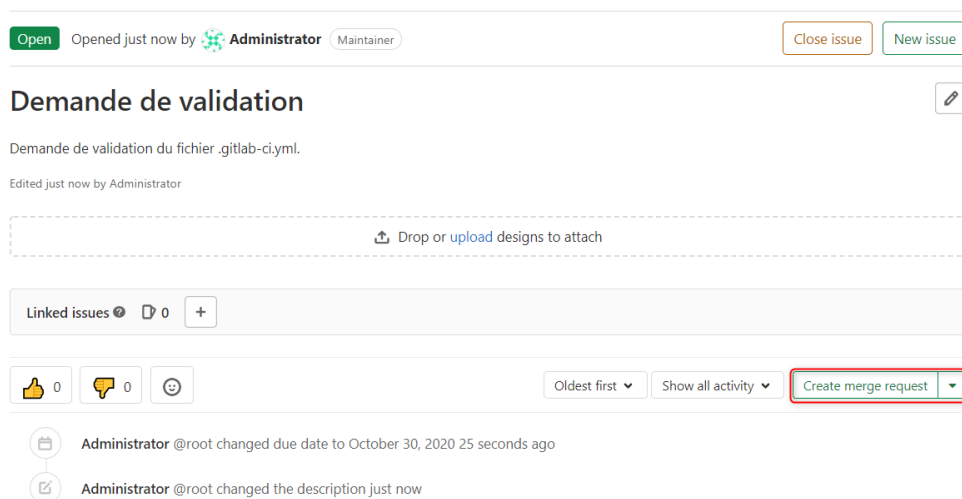 Open Opened just now by Administrator Maintainer Close issue New issue
Demande de validation
Demande de validation du fichier .gitlab-ci.yml.
Edited just now by Administrator
Drop or upload designs to attach
Linked issues ? 0 +
0 0 Oldest first Show all activity Create merge request
Administrator @root changed due date to October 30, 2020 25 seconds ago
Administrator @root changed the description just now